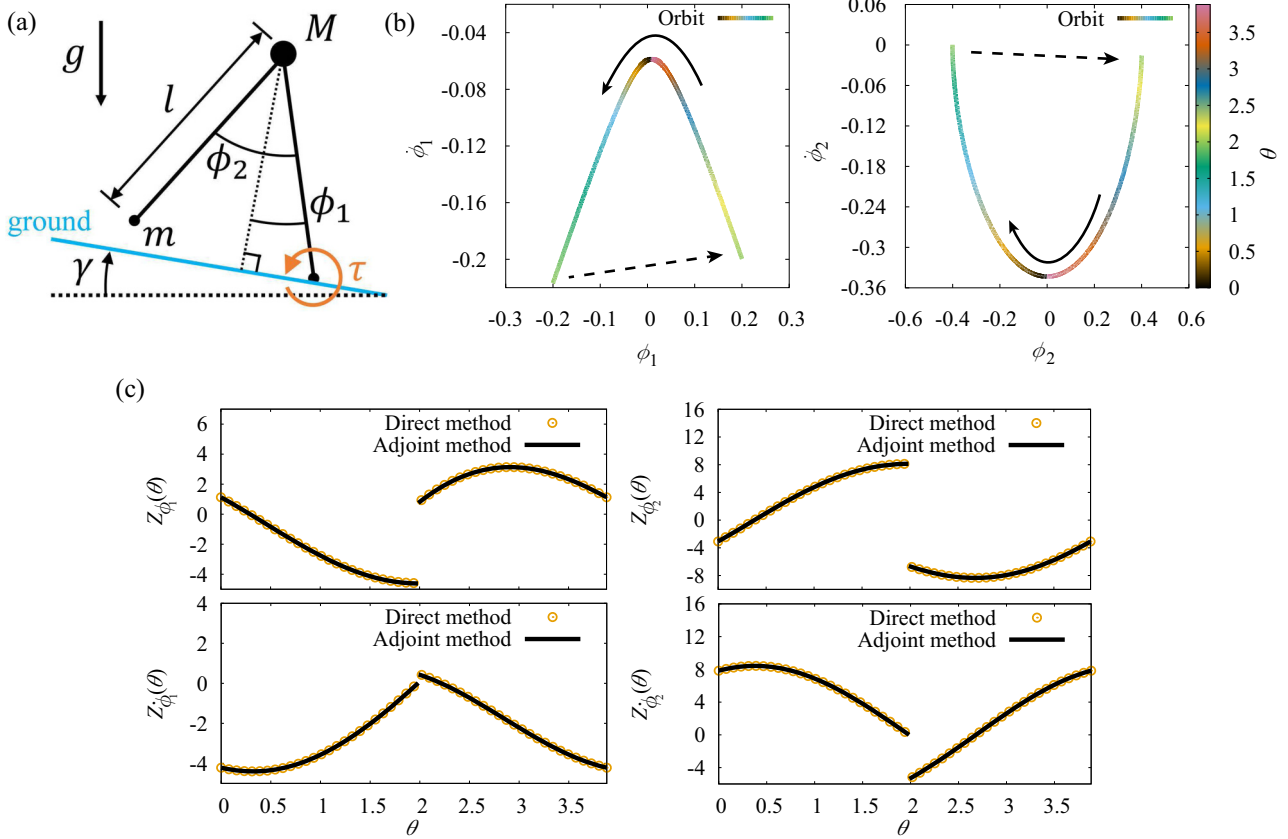 (a)
M
g
l
ϕ₂
ϕ₁
m
ground
γ
τ
(b)
Orbit
-0.04
-0.08
-0.12
-0.16
-0.2
ϕ̇₁
-0.3 -0.2 -0.1 0 0.1 0.2 0.3
ϕ₁
Orbit
0
-0.06
-0.12
-0.18
-0.24
-0.3
-0.36
ϕ̇₂
-0.6 -0.4 -0.2 0 0.2 0.4 0.6
ϕ₂
3.5
3
2.5
2
1.5
1
0.5
0
θ
(c)
Direct method
Adjoint method
6
4
2
0
-2
-4
Z_ϕ₁(θ)
Direct method
Adjoint method
16
12
8
4
0
-4
-8
Z_ϕ₂(θ)
Direct method
Adjoint method
4
2
0
-2
-4
Z_ϕ̇₁(θ)
0 0.5 1 1.5 2 2.5 3 3.5
θ
Direct method
Adjoint method
16
12
8
4
0
-4
-6
Z_ϕ̇₂(θ)
0 0.5 1 1.5 2 2.5 3 3.5
θ